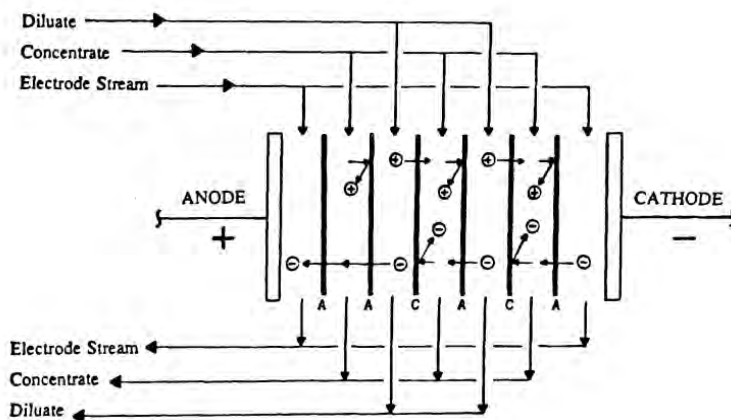 Diluate
Concentrate
Electrode Stream
ANODE
CATHODE
+
−
A A C A C A
Electrode Stream
Concentrate
Diluate